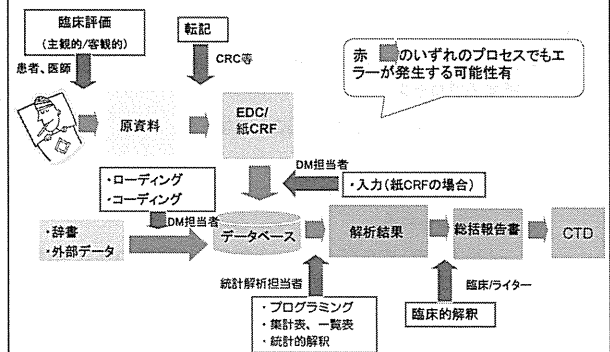 臨床評価
(主観的/客観的)
患者、医師
転記
CRC等
赤 のいずれのプロセスでもエ
ラーが発生する可能性有
原資料
EDC/
紙CRF
DM担当者
・入力(紙CRFの場合)
・ローディング
・コーディング
DM担当者
・辞書
・外部データ
データベース
解析結果
総括報告書
CTD
統計解析担当者
・プログラミング
・集計表、一覧表
・統計的解釈
臨床/ライター
臨床的解釈